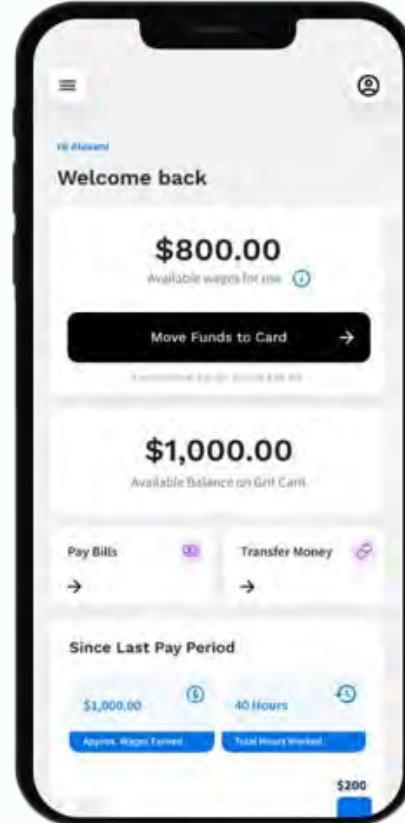 Welcome back
$800.00
Available wages for use
Move Funds to Card
$1,000.00
Available Balance on Grit Card
Pay Bills
Transfer Money
Since Last Pay Period
$1,000.00
40 Hours
Approx. Wages Earned
Total Hours Worked
$200